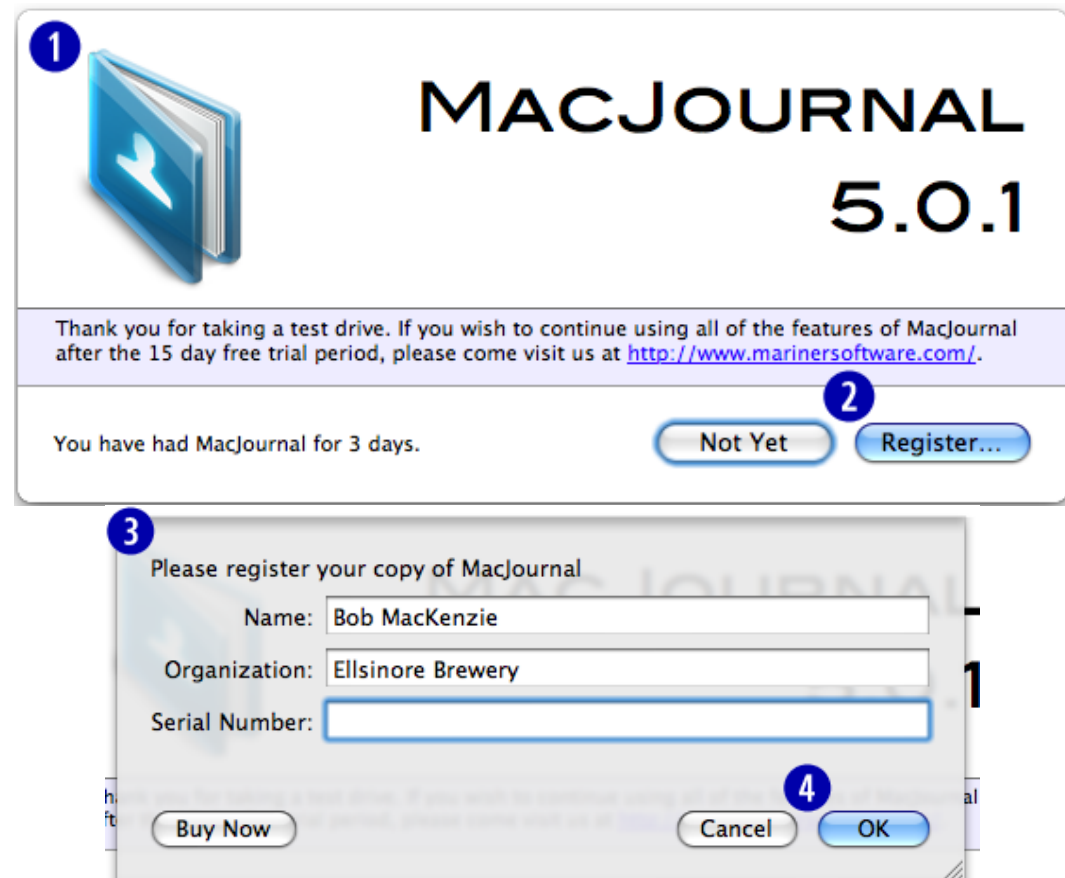 1
MACJOURNAL
5.0.1
Thank you for taking a test drive. If you wish to continue using all of the features of MacJournal
after the 15 day free trial period, please come visit us at http://www.marinersoftware.com/.
2
You have had MacJournal for 3 days.
Not Yet
Register...
3
Please register your copy of MacJournal
Name: Bob MacKenzie
Organization: Ellsinore Brewery
Serial Number:
4
Buy Now
Cancel
OK